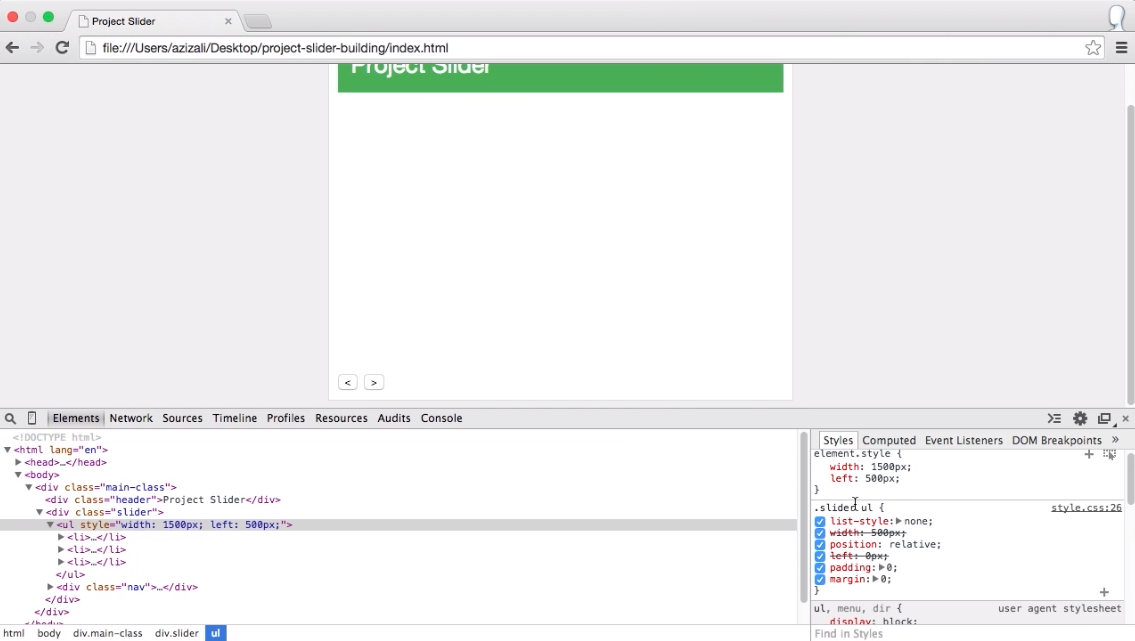 Project Slider
file:///Users/azizali/Desktop/project-slider-building/index.html
Project Slider
< >
Elements Network Sources Timeline Profiles Resources Audits Console
<!DOCTYPE html>
<html lang="en">
<head>…</head>
<body>
<div class="main-class">
<div class="header">Project Slider</div>
<div class="slider">
<ul style="width: 1500px; left: 500px;">
<li>…</li>
<li>…</li>
<li>…</li>
</ul>
<div class="nav">…</div>
</div>
</div>
</body>
html body div.main-class div.slider ul
Styles Computed Event Listeners DOM Breakpoints »
element.style {
width: 1500px;
left: 500px;
}
.slider ul { style.css:26
list-style: none;
width: 500px;
position: relative;
left: 0px;
padding: 0;
margin: 0;
}
ul, menu, dir { user agent stylesheet
display: block;
Find in Styles